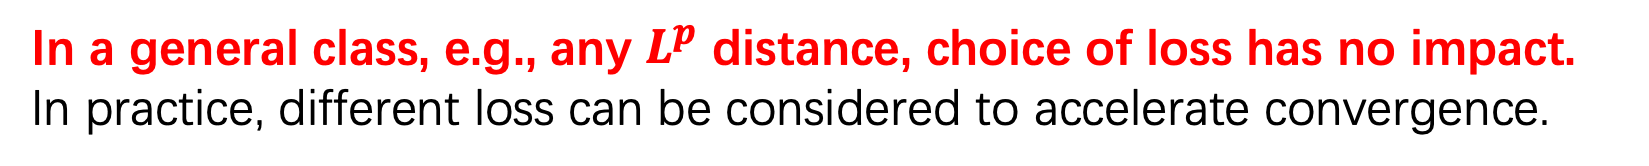 In a general class, e.g., any L^p distance, choice of loss has no impact.
In practice, different loss can be considered to accelerate convergence.